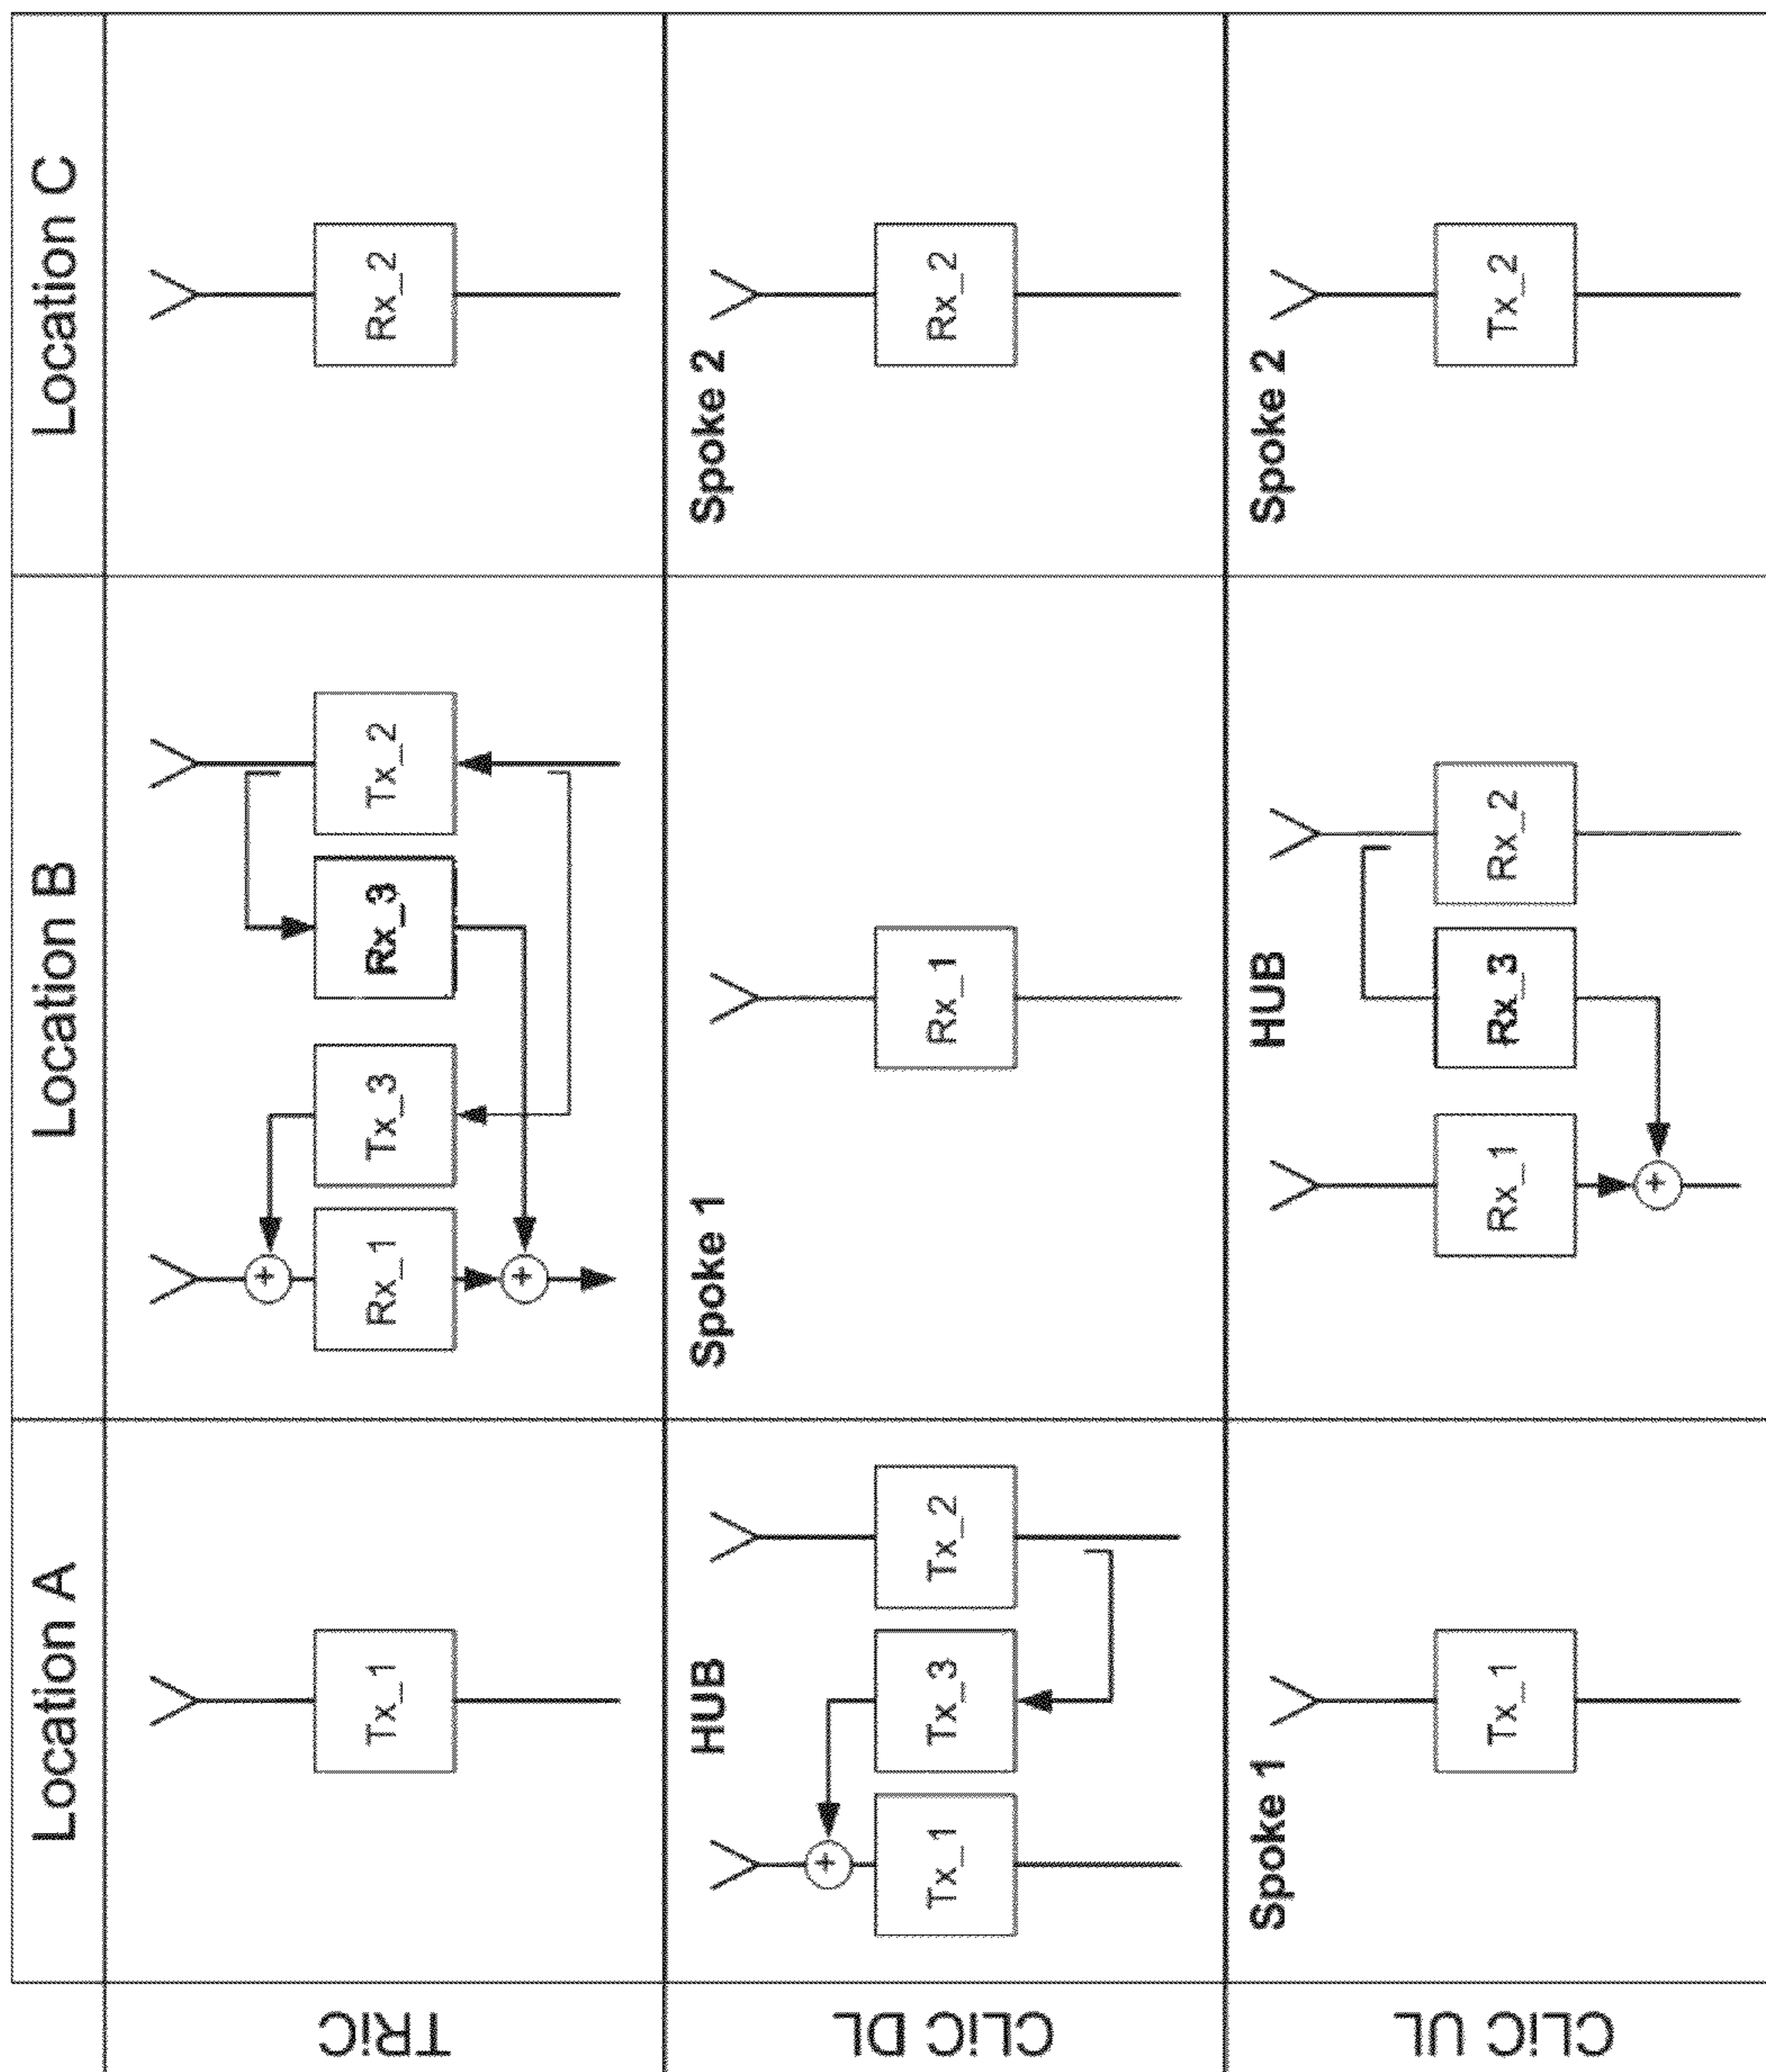 Location A
Location B
Location C
TRiC
Tx_1
Rx_1
Tx_3
Rx_3
Tx_2
Rx_2
CLiC DL
HUB
Tx_1
Tx_3
Tx_2
Spoke 1
Rx_1
Spoke 2
Rx_2
CLiC UL
Spoke 1
Tx_1
HUB
Rx_1
Rx_3
Rx_2
Spoke 2
Tx_2